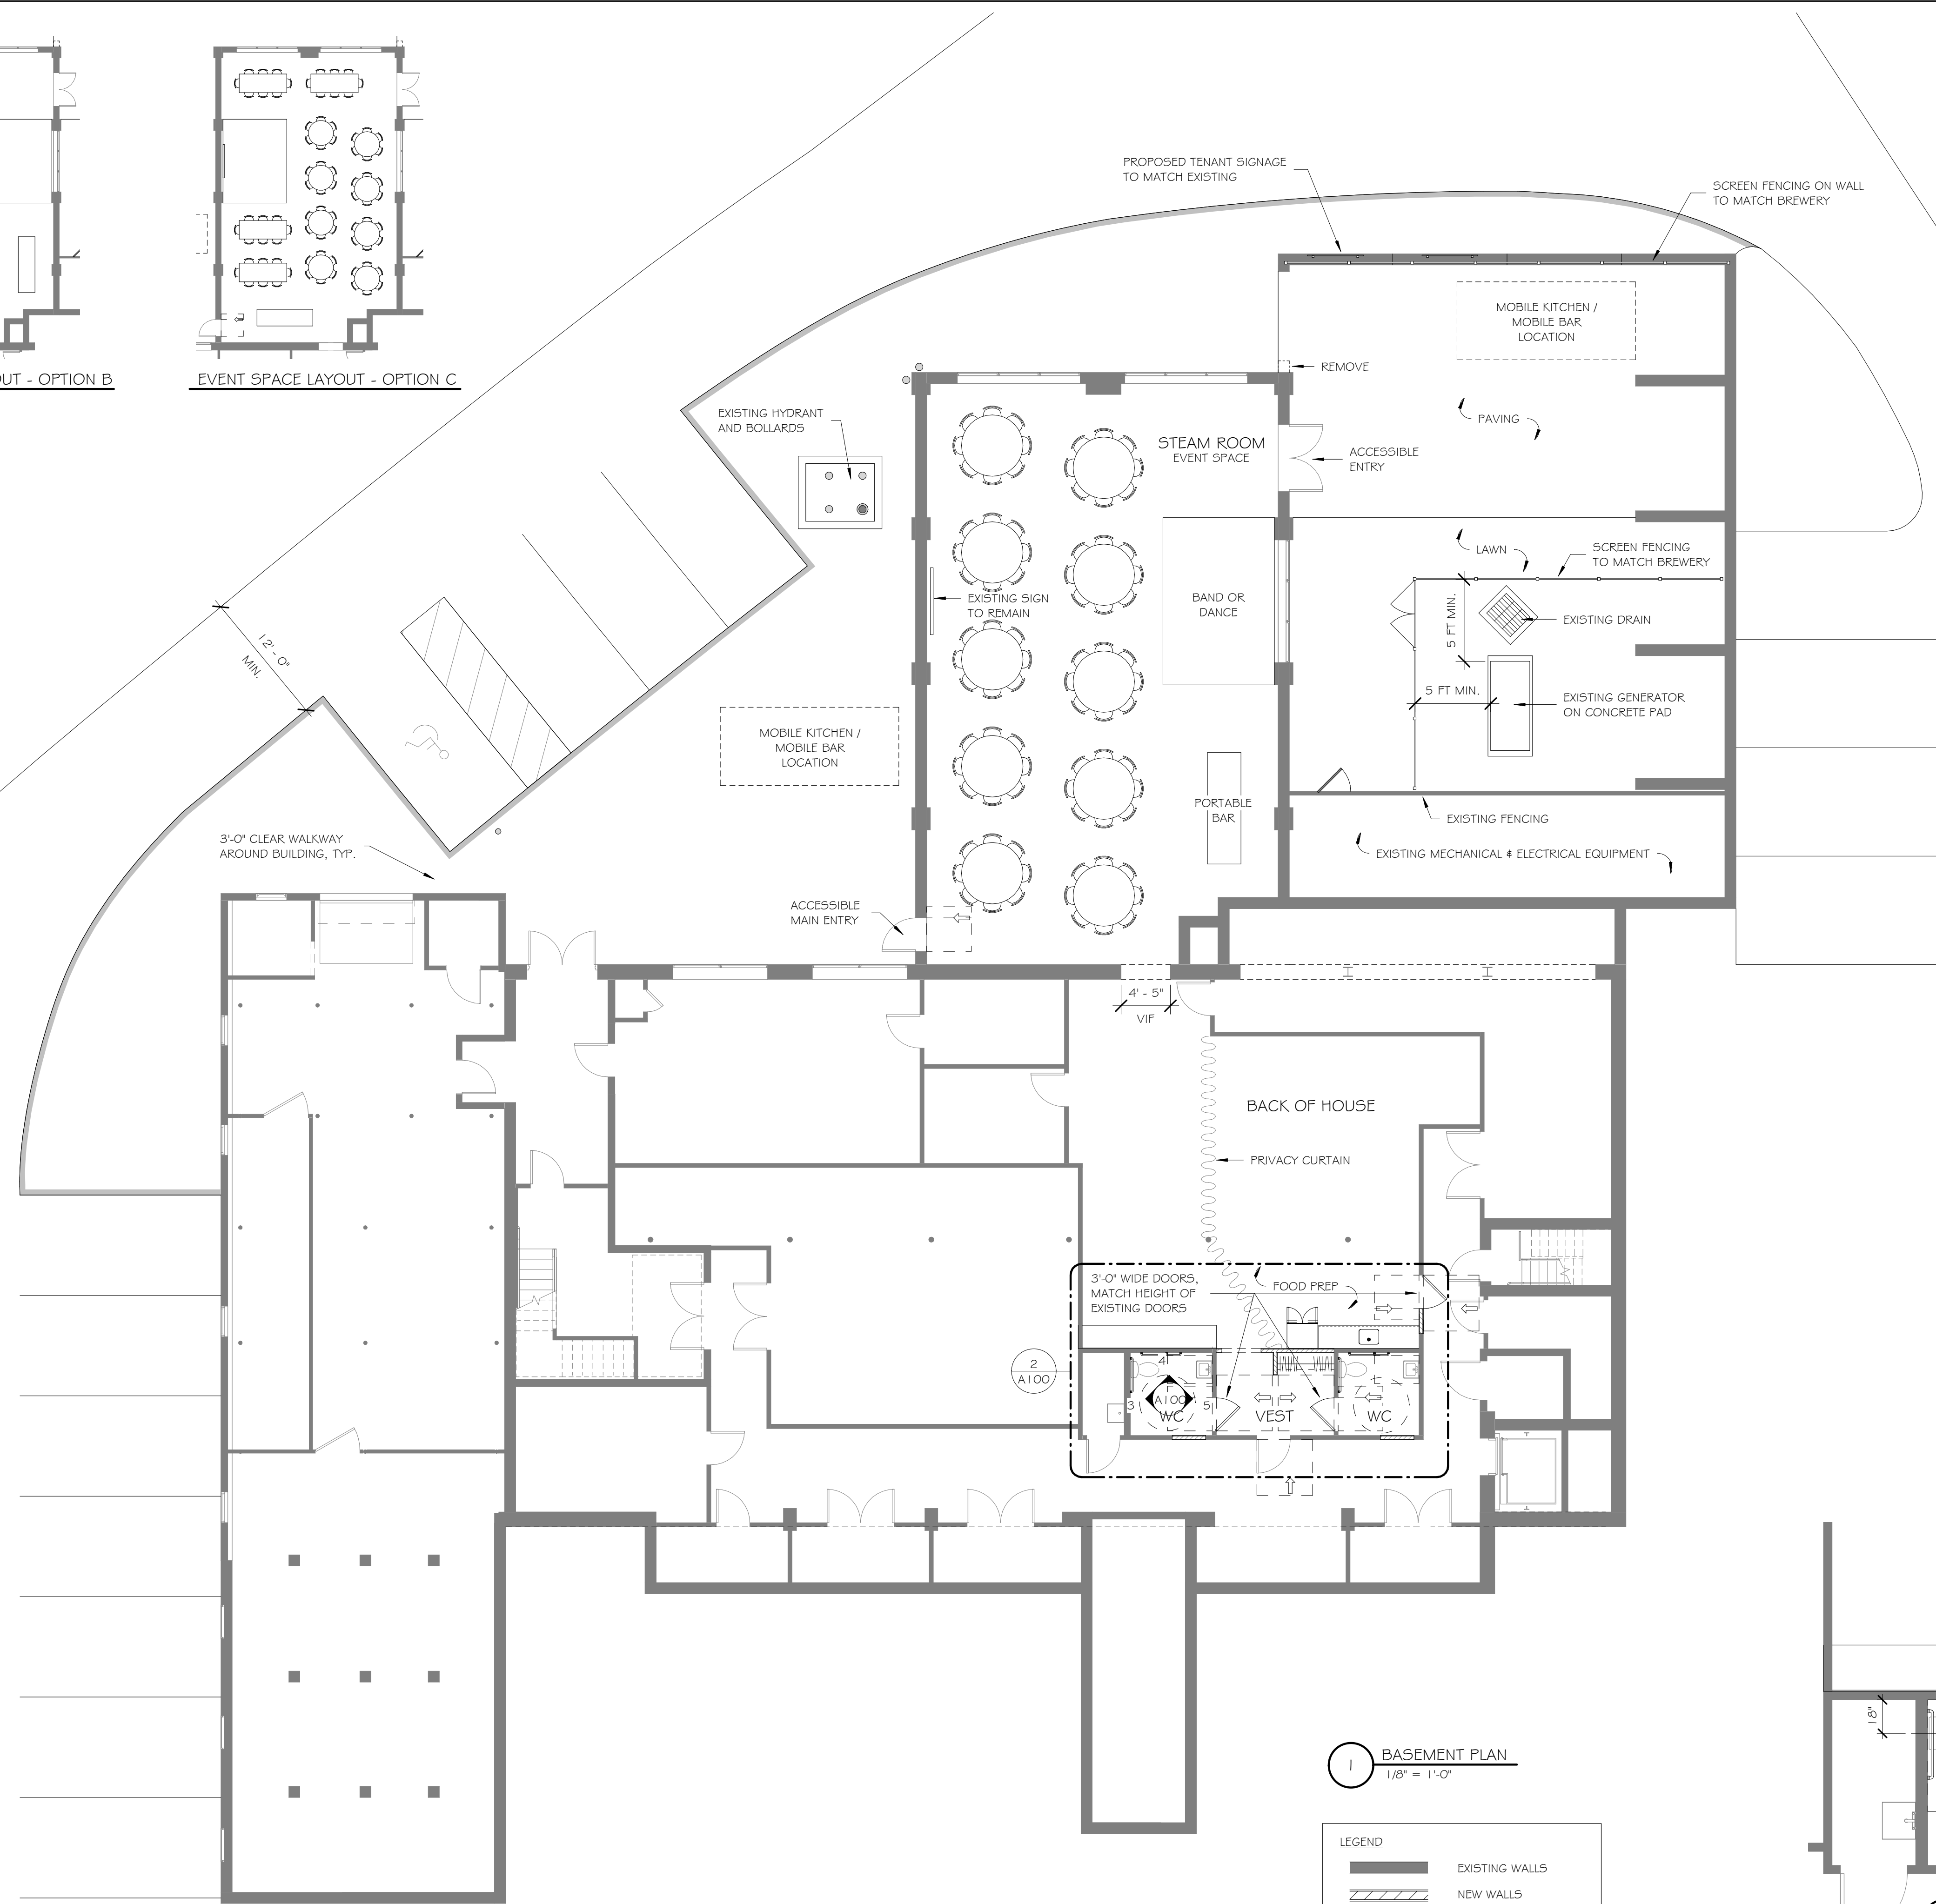 UT - OPTION B
EVENT SPACE LAYOUT - OPTION C
PROPOSED TENANT SIGNAGE
TO MATCH EXISTING
SCREEN FENCING ON WALL
TO MATCH BREWERY
MOBILE KITCHEN /
MOBILE BAR
LOCATION
REMOVE
EXISTING HYDRANT
AND BOLLARDS
STEAM ROOM
EVENT SPACE
PAVING
ACCESSIBLE
ENTRY
LAWN
SCREEN FENCING
TO MATCH BREWERY
EXISTING SIGN
TO REMAIN
BAND OR
DANCE
5 FT MIN.
EXISTING DRAIN
12' - 0"
MIN.
5 FT MIN.
EXISTING GENERATOR
ON CONCRETE PAD
MOBILE KITCHEN /
MOBILE BAR
LOCATION
PORTABLE
BAR
EXISTING FENCING
3'-0" CLEAR WALKWAY
AROUND BUILDING, TYP.
EXISTING MECHANICAL & ELECTRICAL EQUIPMENT
ACCESSIBLE
MAIN ENTRY
4' - 5"
VIF
BACK OF HOUSE
PRIVACY CURTAIN
3'-0" WIDE DOORS,
MATCH HEIGHT OF
EXISTING DOORS
FOOD PREP
2
A100
4
3
A100
5
WC
VEST
WC
18"
1
BASEMENT PLAN
1/8" = 1'-0"
LEGEND
EXISTING WALLS
NEW WALLS